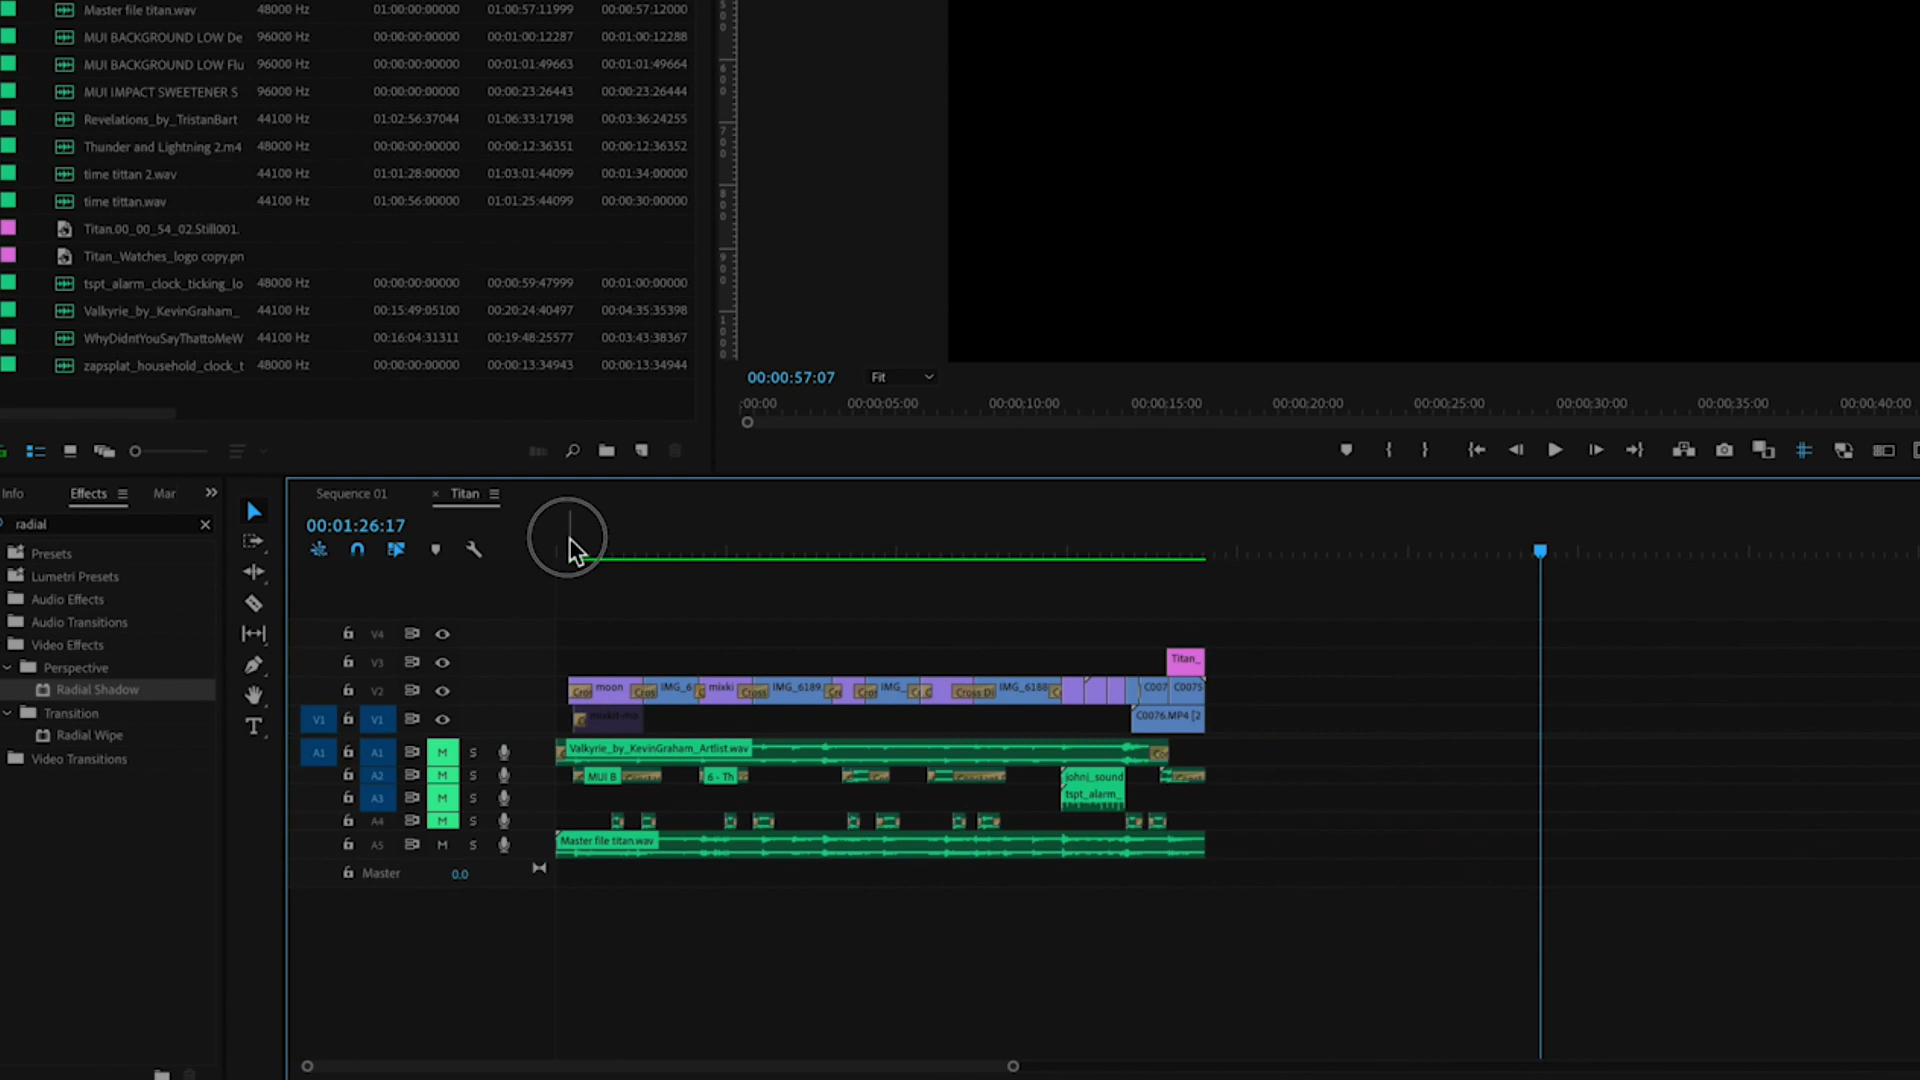 Master file titan.wav 48000 Hz 01:00:00:00000 01:00:57:11999 00:00:57:12000
MUI BACKGROUND LOW De 96000 Hz 00:00:00:00000 00:01:00:12287 00:01:00:12288
MUI BACKGROUND LOW Flu 96000 Hz 00:00:00:00000 00:01:01:49663 00:01:01:49664
MUI IMPACT SWEETENER S 96000 Hz 00:00:00:00000 00:00:23:26443 00:00:23:26444
Revelations_by_TristanBart 44100 Hz 01:02:56:37044 01:06:33:17198 00:03:36:24255
Thunder and Lightning 2.m4 48000 Hz 00:00:00:00000 00:00:12:36351 00:00:12:36352
time tittan 2.wav 44100 Hz 01:01:28:00000 01:03:01:44099 00:01:34:00000
time tittan.wav 44100 Hz 01:00:56:00000 01:01:25:44099 00:00:30:00000
Titan.00_00_54_02.Still001.
Titan_Watches_logo copy.pn
tspt_alarm_clock_ticking_lo 48000 Hz 00:00:00:00000 00:00:59:47999 00:01:00:00000
Valkyrie_by_KevinGraham_ 44100 Hz 00:15:49:05100 00:20:24:40497 00:04:35:35398
WhyDidntYouSayThattoMeW 44100 Hz 00:16:04:31311 00:19:48:25577 00:03:43:38367
zapsplat_household_clock_t 48000 Hz 00:00:00:00000 00:00:13:34943 00:00:13:34944
600
700
800
900
1000
00:00:57:07 Fit
:00:00 00:00:05:00 00:00:10:00 00:00:15:00 00:00:20:00 00:00:25:00 00:00:30:00 00:00:35:00 00:00:40:00
Info Effects Mar
radial
Presets
Lumetri Presets
Audio Effects
Audio Transitions
Video Effects
Perspective
Radial Shadow
Transition
Radial Wipe
Video Transitions
Sequence 01 × Titan
00:01:26:17
V4
V3 Titan_
V2 Cros moon Cros IMG_6 mixki Cross IMG_6189. Cro Cros IMG_ Cross Di IMG_6188 C007 C0075
V1 V1 mixkit-mo C0076.MP4 [2
A1 A1 M S Valkyrie_by_KevinGraham_Artlist.wav
A2 M S MUI B 6 - Th johnj_sound
A3 M S tspt_alarm_
A4 M S
A5 M S Master file titan.wav
Master 0.0